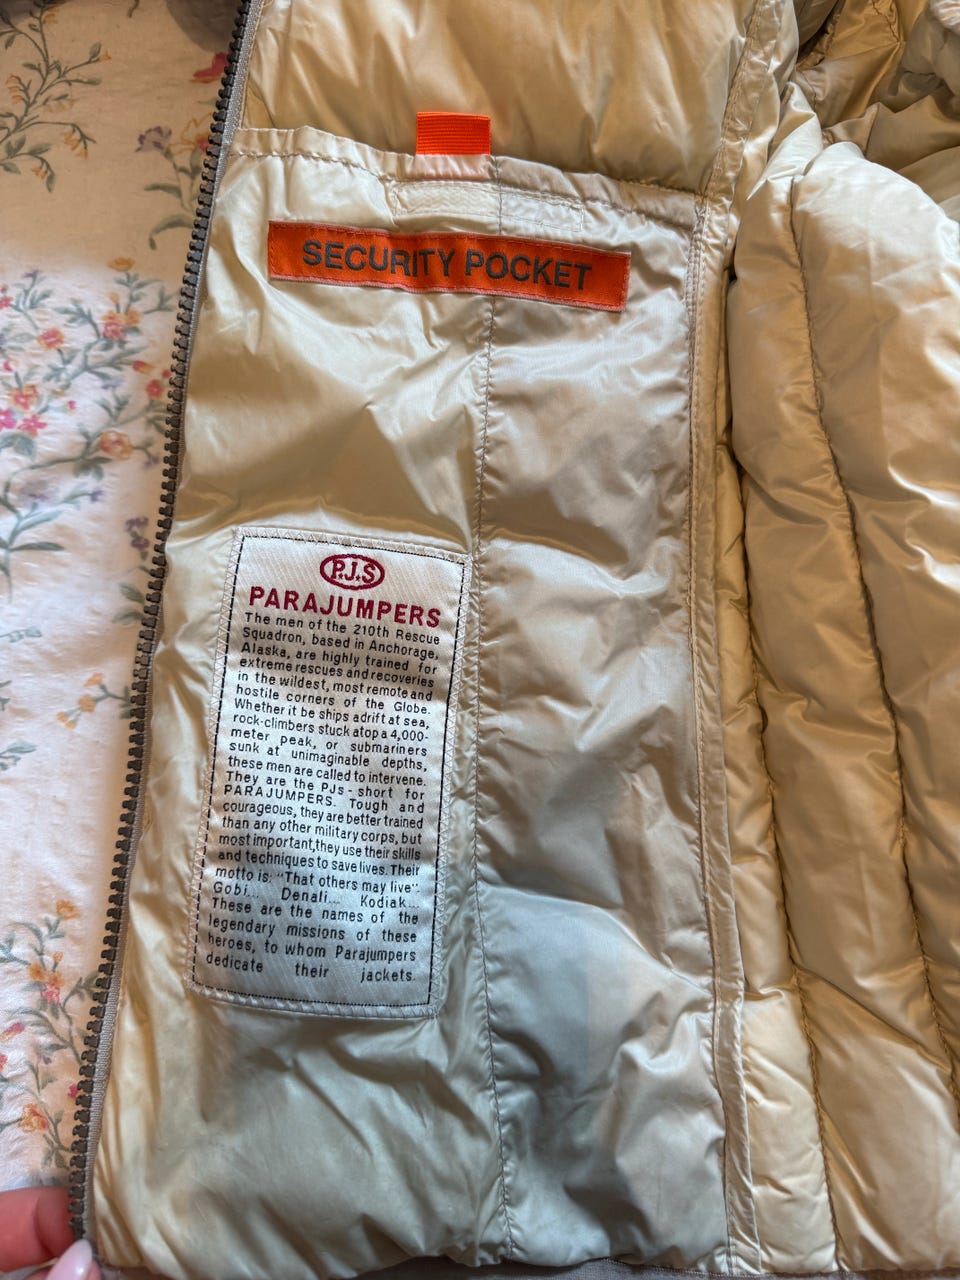 SECURITY POCKET
P.J.S
PARAJUMPERS
The men of the 210th Rescue
Squadron, based in Anchorage,
Alaska, are highly trained for
extreme rescues and recoveries
in the wildest, most remote and
hostile corners of the Globe.
Whether it be ships adrift at sea,
rock-climbers stuck atop a 4,000-
meter peak, or submariners
sunk at unimaginable depths,
these men are called to intervene.
They are the PJs - short for
PARAJUMPERS. Tough and
courageous, they are better trained
than any other military corps, but
most important,they use their skills
and techniques to save lives. Their
motto is: "That others may live".
Gobi... Denali... Kodiak...
These are the names of the
legendary missions of these
heroes, to whom Parajumpers
dedicate their jackets.